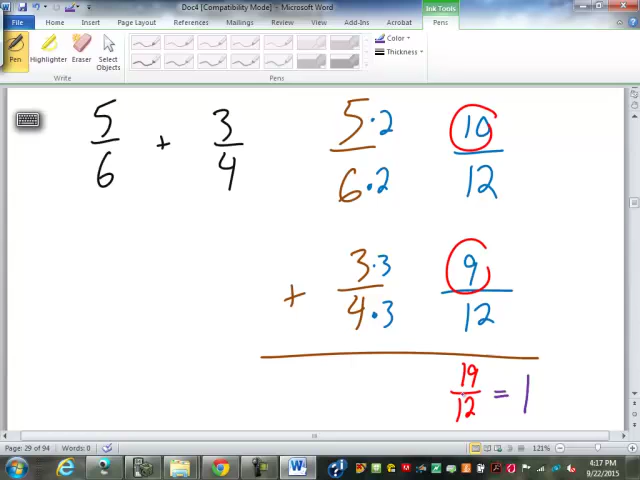 Doc4 [Compatibility Mode] - Microsoft Word
Ink Tools
File Insert Page Layout References Mailings Review View Add-Ins Acrobat Pens
Pen Highlighter Eraser Select Objects
Color
Thickness
Write Pens
5/6 + 3/4
5·2/6·2 10/12
+ 3·3/4·3 9/12
19/12 = 1
Page: 29 of 94 Words: 0 121%
4:17 PM
9/22/2015